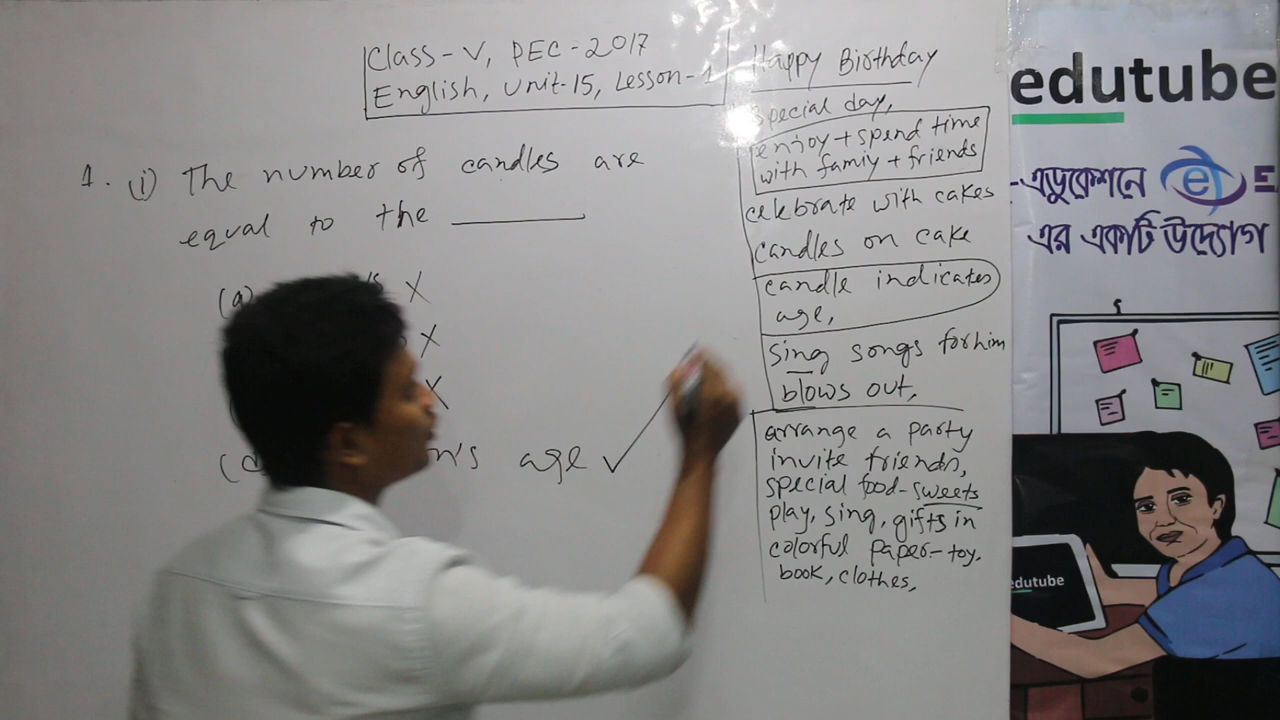 Class-V, PEC-2017
English, Unit-15, Lesson-1
1. (i) The number of candles are
equal to the ________
(a) X
X
X
(d age ✓
Happy Birthday
special day,
enjoy + spend time
with famiy + friends
celebrate with cakes
candles on cake
candle indicates
age,
sing songs for him
blows out,
arrange a party
invite friends,
special food-sweets
play, sing, gifts in
colorful paper-toy,
book, clothes,
edutube
-এডুকেশনে e E
এর একটি উদ্যোগ
edutube